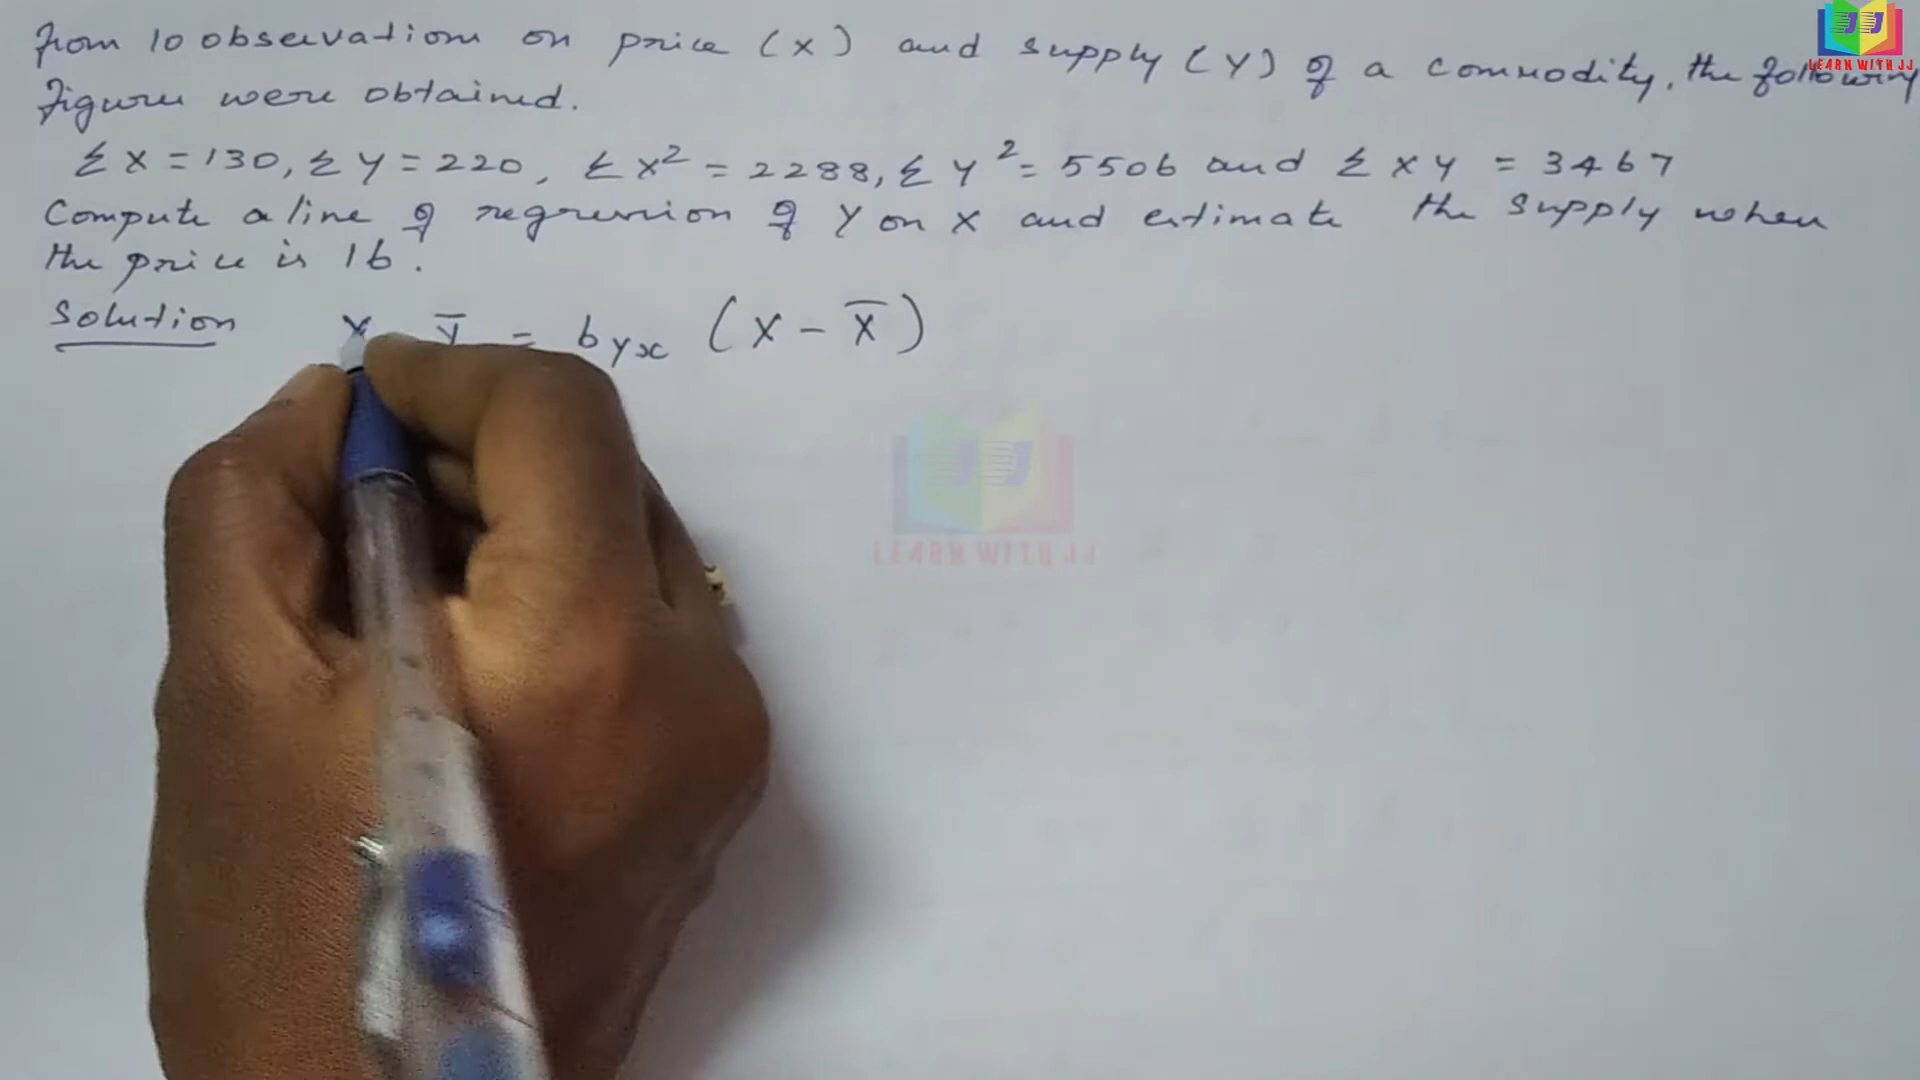 From 10 observations on price (X) and supply (Y) of a commodity, the following
figures were obtained.
Σx = 130, Σy = 220, Σx² = 2288, Σy² = 5506 and Σxy = 3467
Compute a line of regression of Y on X and estimate the supply when
the price is 16.
Solution
Y ȳ = byx (X - X̄)
LEARN WITH JJ
LEARN WITH JJ